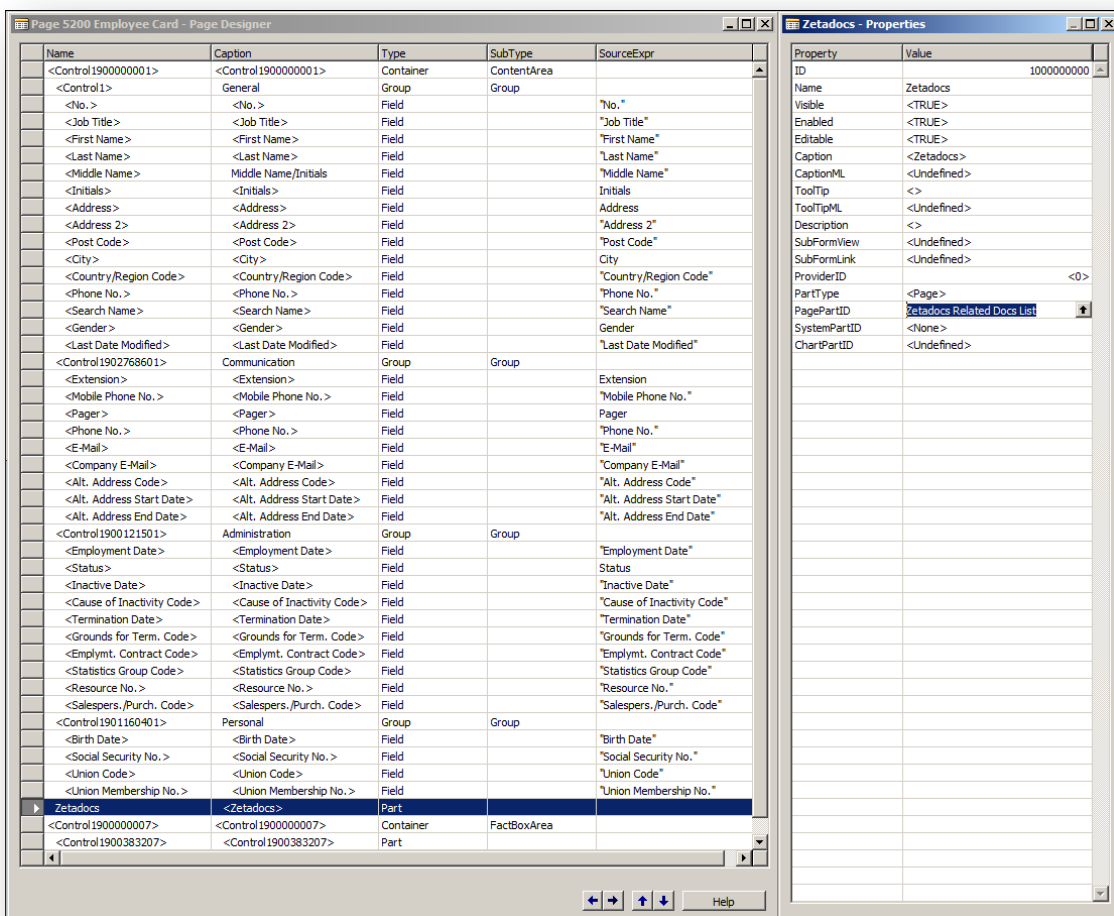 Page 5200 Employee Card - Page Designer
Name Caption Type SubType SourceExpr
<Control1900000001> <Control1900000001> Container ContentArea
<Control1> General Group Group
<No.> <No.> Field "No."
<Job Title> <Job Title> Field "Job Title"
<First Name> <First Name> Field "First Name"
<Last Name> <Last Name> Field "Last Name"
<Middle Name> Middle Name/Initials Field "Middle Name"
<Initials> <Initials> Field Initials
<Address> <Address> Field Address
<Address 2> <Address 2> Field "Address 2"
<Post Code> <Post Code> Field "Post Code"
<City> <City> Field City
<Country/Region Code> <Country/Region Code> Field "Country/Region Code"
<Phone No.> <Phone No.> Field "Phone No."
<Search Name> <Search Name> Field "Search Name"
<Gender> <Gender> Field Gender
<Last Date Modified> <Last Date Modified> Field "Last Date Modified"
<Control1902768601> Communication Group Group
<Extension> <Extension> Field Extension
<Mobile Phone No.> <Mobile Phone No.> Field "Mobile Phone No."
<Pager> <Pager> Field Pager
<Phone No.> <Phone No.> Field "Phone No."
<E-Mail> <E-Mail> Field "E-Mail"
<Company E-Mail> <Company E-Mail> Field "Company E-Mail"
<Alt. Address Code> <Alt. Address Code> Field "Alt. Address Code"
<Alt. Address Start Date> <Alt. Address Start Date> Field "Alt. Address Start Date"
<Alt. Address End Date> <Alt. Address End Date> Field "Alt. Address End Date"
<Control1900121501> Administration Group Group
<Employment Date> <Employment Date> Field "Employment Date"
<Status> <Status> Field Status
<Inactive Date> <Inactive Date> Field "Inactive Date"
<Cause of Inactivity Code> <Cause of Inactivity Code> Field "Cause of Inactivity Code"
<Termination Date> <Termination Date> Field "Termination Date"
<Grounds for Term. Code> <Grounds for Term. Code> Field "Grounds for Term. Code"
<Emplymt. Contract Code> <Emplymt. Contract Code> Field "Emplymt. Contract Code"
<Statistics Group Code> <Statistics Group Code> Field "Statistics Group Code"
<Resource No.> <Resource No.> Field "Resource No."
<Salespers./Purch. Code> <Salespers./Purch. Code> Field "Salespers./Purch. Code"
<Control1901160401> Personal Group Group
<Birth Date> <Birth Date> Field "Birth Date"
<Social Security No.> <Social Security No.> Field "Social Security No."
<Union Code> <Union Code> Field "Union Code"
<Union Membership No.> <Union Membership No.> Field "Union Membership No."
Zetadocs <Zetadocs> Part
<Control1900000007> <Control1900000007> Container FactBoxArea
<Control1900383207> <Control1900383207> Part
Help
Zetadocs - Properties
Property Value
ID 1000000000
Name Zetadocs
Visible <TRUE>
Enabled <TRUE>
Editable <TRUE>
Caption <Zetadocs>
CaptionML <Undefined>
ToolTip <>
ToolTipML <Undefined>
Description <>
SubFormView <Undefined>
SubFormLink <Undefined>
ProviderID <0>
PartType <Page>
PagePartID Zetadocs Related Docs List
SystemPartID <None>
ChartPartID <Undefined>